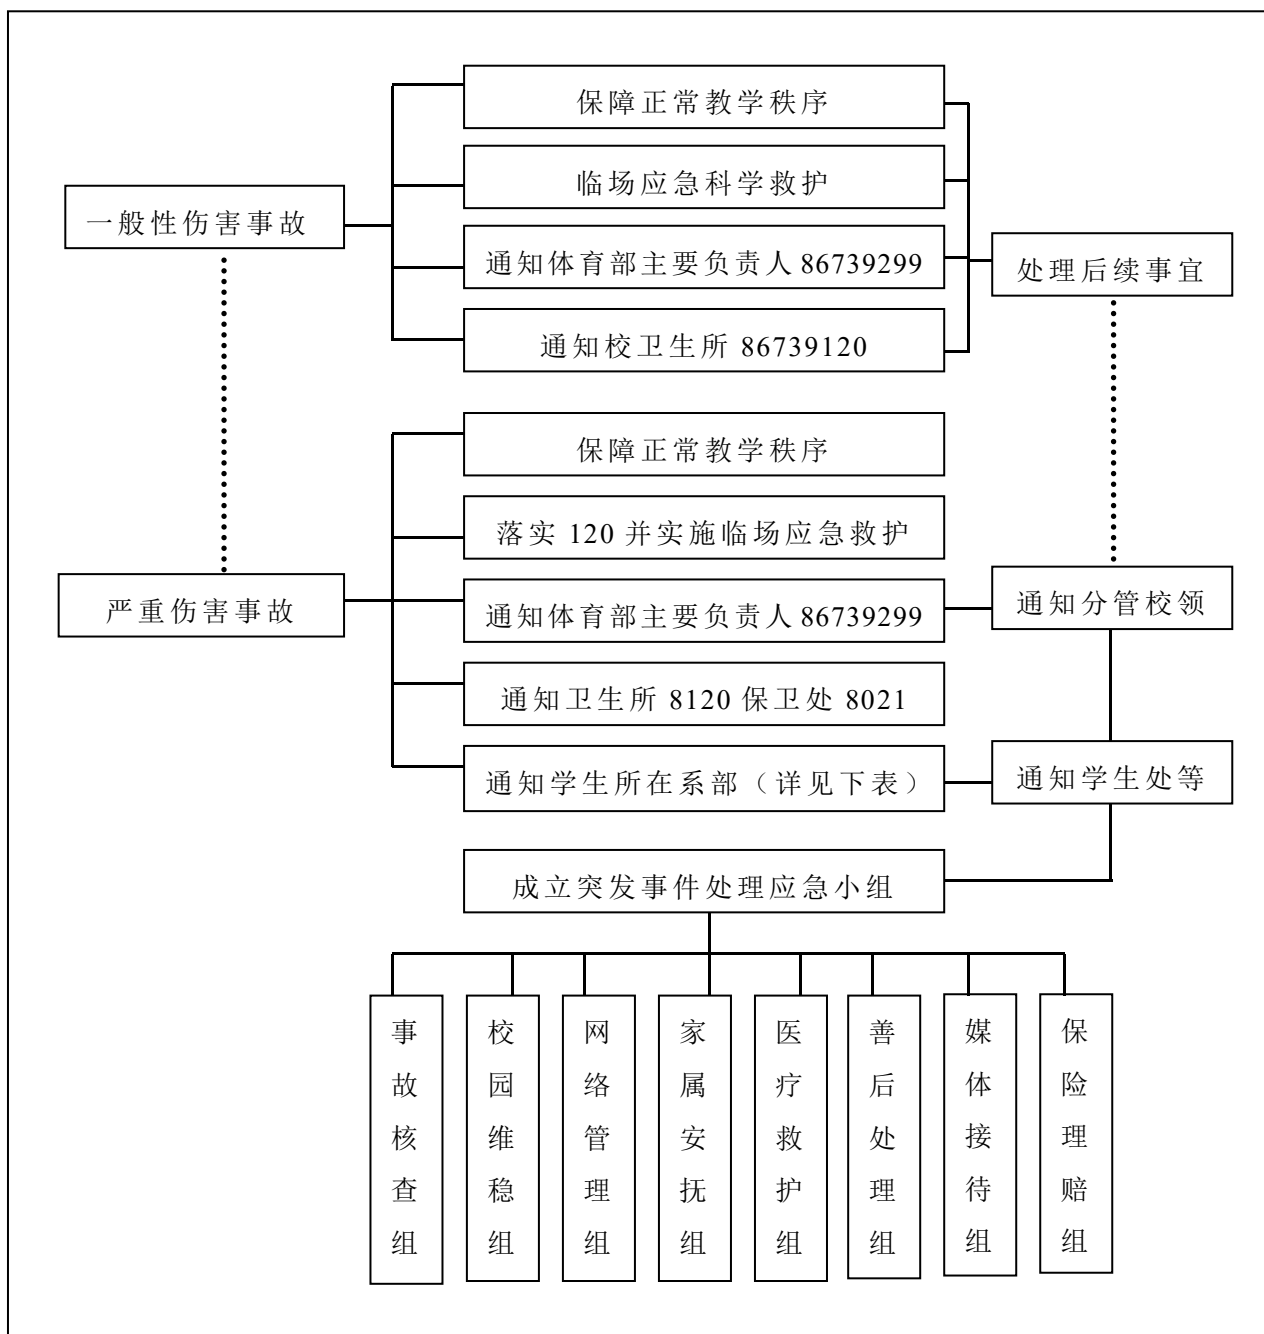 保障正常教学秩序
临场应急科学救护
一般性伤害事故
通知体育部主要负责人 86739299
处理后续事宜
通知校卫生所 86739120
保障正常教学秩序
落实 120 并实施临场应急救护
严重伤害事故
通知体育部主要负责人 86739299
通知分管校领
通知卫生所 8120 保卫处 8021
通知学生所在系部（详见下表）
通知学生处等
成立突发事件处理应急小组
事故核查组
校园维稳组
网络管理组
家属安抚组
医疗救护组
善后处理组
媒体接待组
保险理赔组